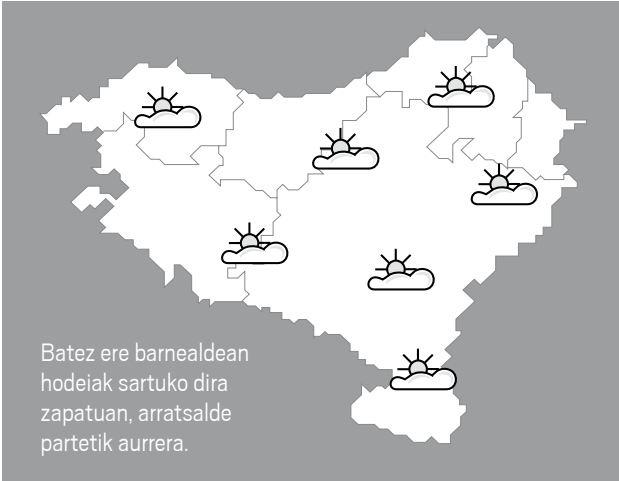 Batez ere barnealdean
hodeiak sartuko dira
zapatuan, arratsalde
partetik aurrera.